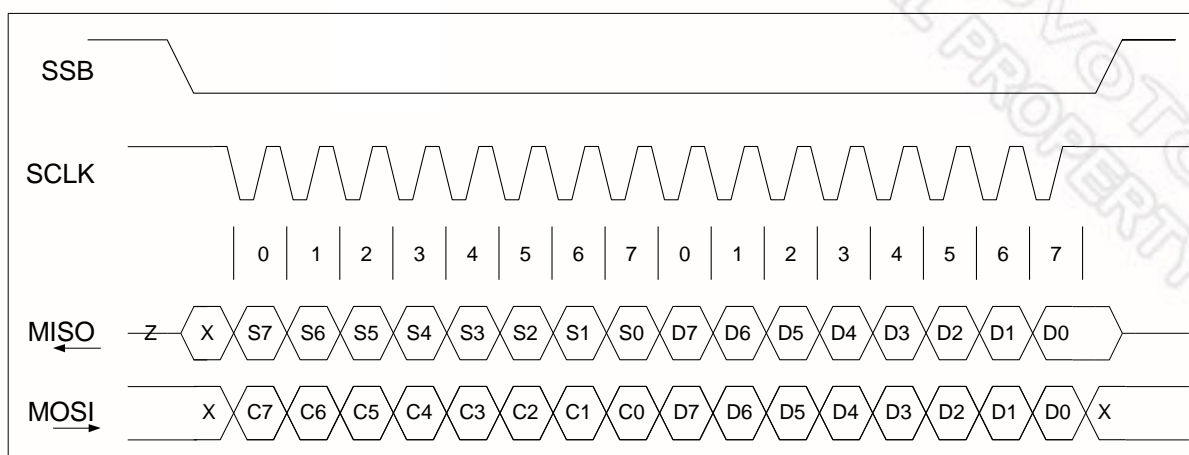 SSB
SCLK
0 1 2 3 4 5 6 7 0 1 2 3 4 5 6 7
MISO Z X S7 S6 S5 S4 S3 S2 S1 S0 D7 D6 D5 D4 D3 D2 D1 D0
MOSI X C7 C6 C5 C4 C3 C2 C1 C0 D7 D6 D5 D4 D3 D2 D1 D0 X
PROPERTY